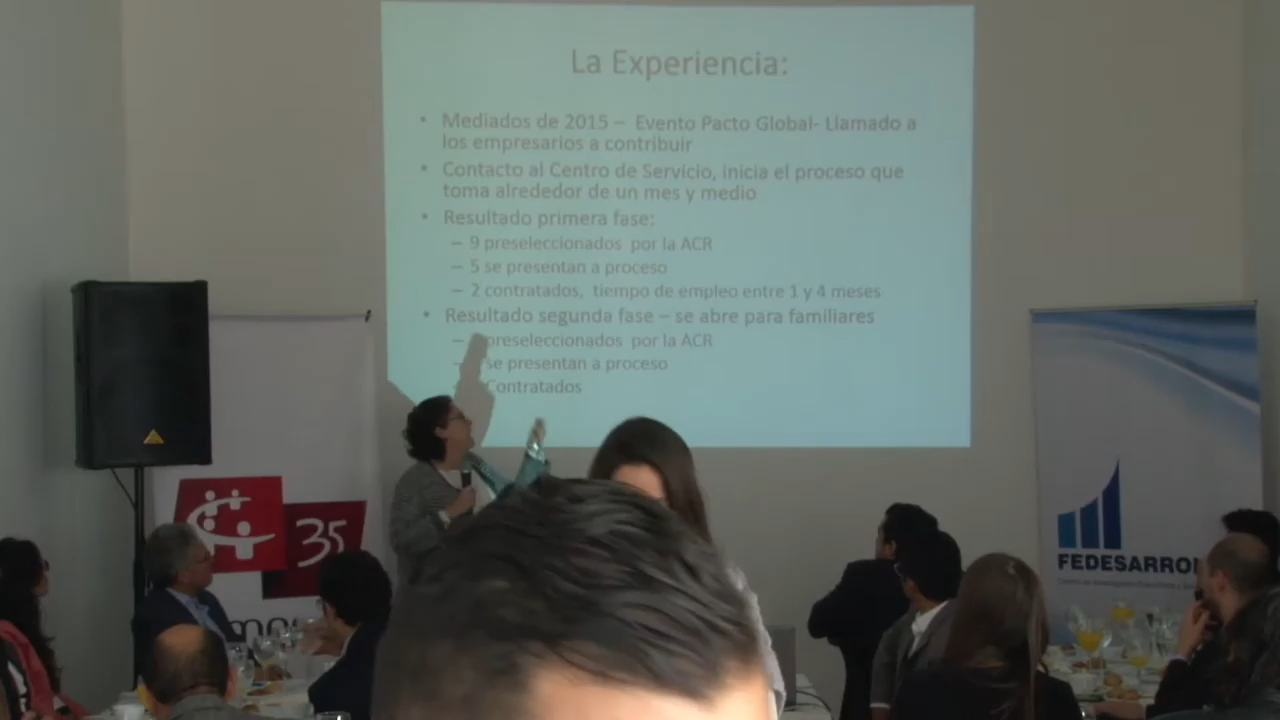 La Experiencia:
• Mediados de 2015 – Evento Pacto Global- Llamado a
los empresarios a contribuir
• Contacto al Centro de Servicio, inicia el proceso que
toma alrededor de un mes y medio
• Resultado primera fase:
– 9 preseleccionados por la ACR
– 5 se presentan a proceso
– 2 contratados, tiempo de empleo entre 1 y 4 meses
• Resultado segunda fase – se abre para familiares
– preseleccionados por la ACR
– se presentan a proceso
Contratados
35
FEDESARRO